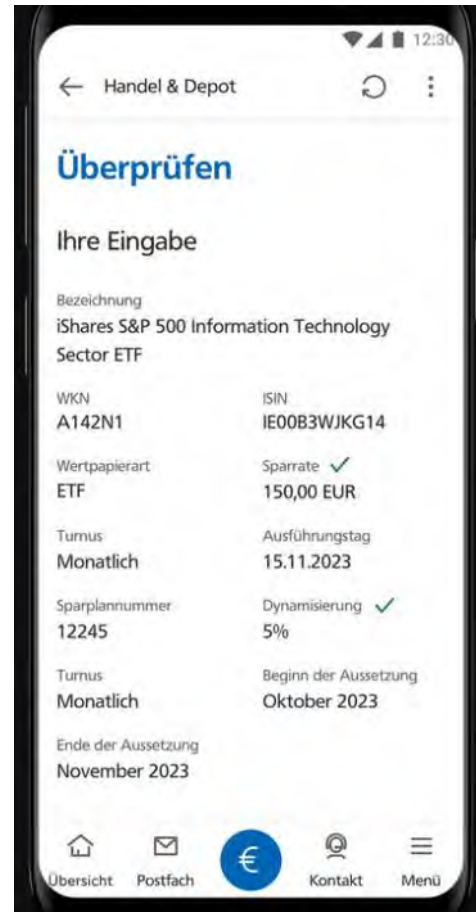 12:30
Handel & Depot
Überprüfen
Ihre Eingabe
Bezeichnung
iShares S&P 500 Information Technology
Sector ETF
WKN ISIN
A142N1 IE00B3WJKG14
Wertpapierart Sparrate
ETF 150,00 EUR
Turnus Ausführungstag
Monatlich 15.11.2023
Sparplannummer Dynamisierung
12245 5%
Turnus Beginn der Aussetzung
Monatlich Oktober 2023
Ende der Aussetzung
November 2023
€
Übersicht Postfach Kontakt Menü